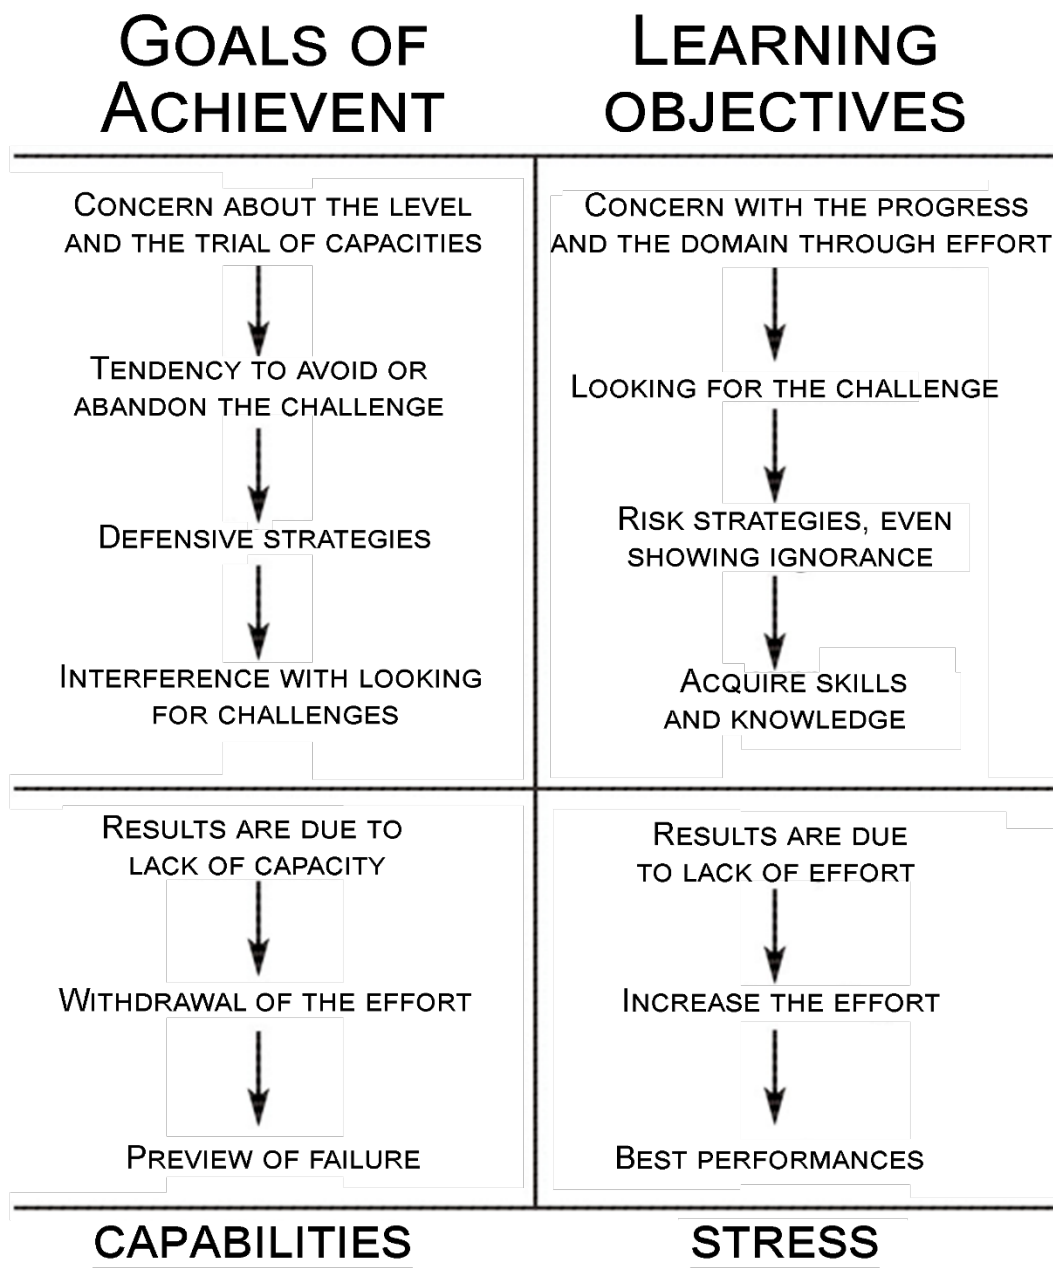 Goals of
Achievent
Concern about the level
and the trial of capacities
Tendency to avoid or
abandon the challenge
Defensive strategies
Interference with looking
for challenges
Results are due to
lack of capacity
Withdrawal of the effort
Preview of failure
CAPABILITIES
Learning
objectives
Concern with the progress
and the domain through effort
Looking for the challenge
Risk strategies, even
showing ignorance
Acquire skills
and knowledge
Results are due
to lack of effort
Increase the effort
Best performances
STRESS